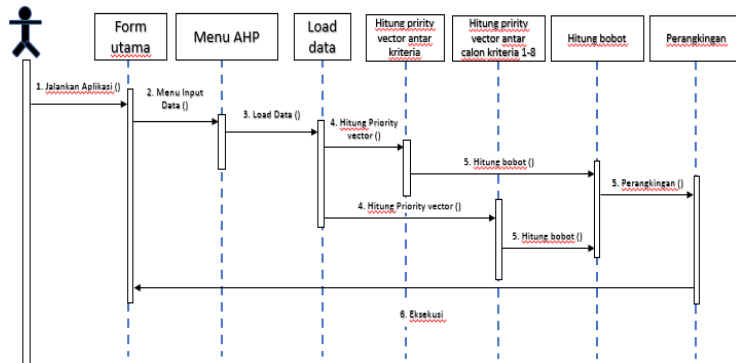 Form
utama
Menu AHP
Load
data
Hitung pririty
vector antar
kriteria
Hitung pririty
vector antar
calon kriteria 1-8
Hitung bobot
Perangkingan
1. Jalankan Aplikasi ()
2. Menu Input
Data ()
3. Load Data ()
4. Hitung Priority
vector ()
5. Hitung bobot ()
5. Perangkingan ()
4. Hitung Priority vector ()
5. Hitung bobot ()
6. Eksekusi